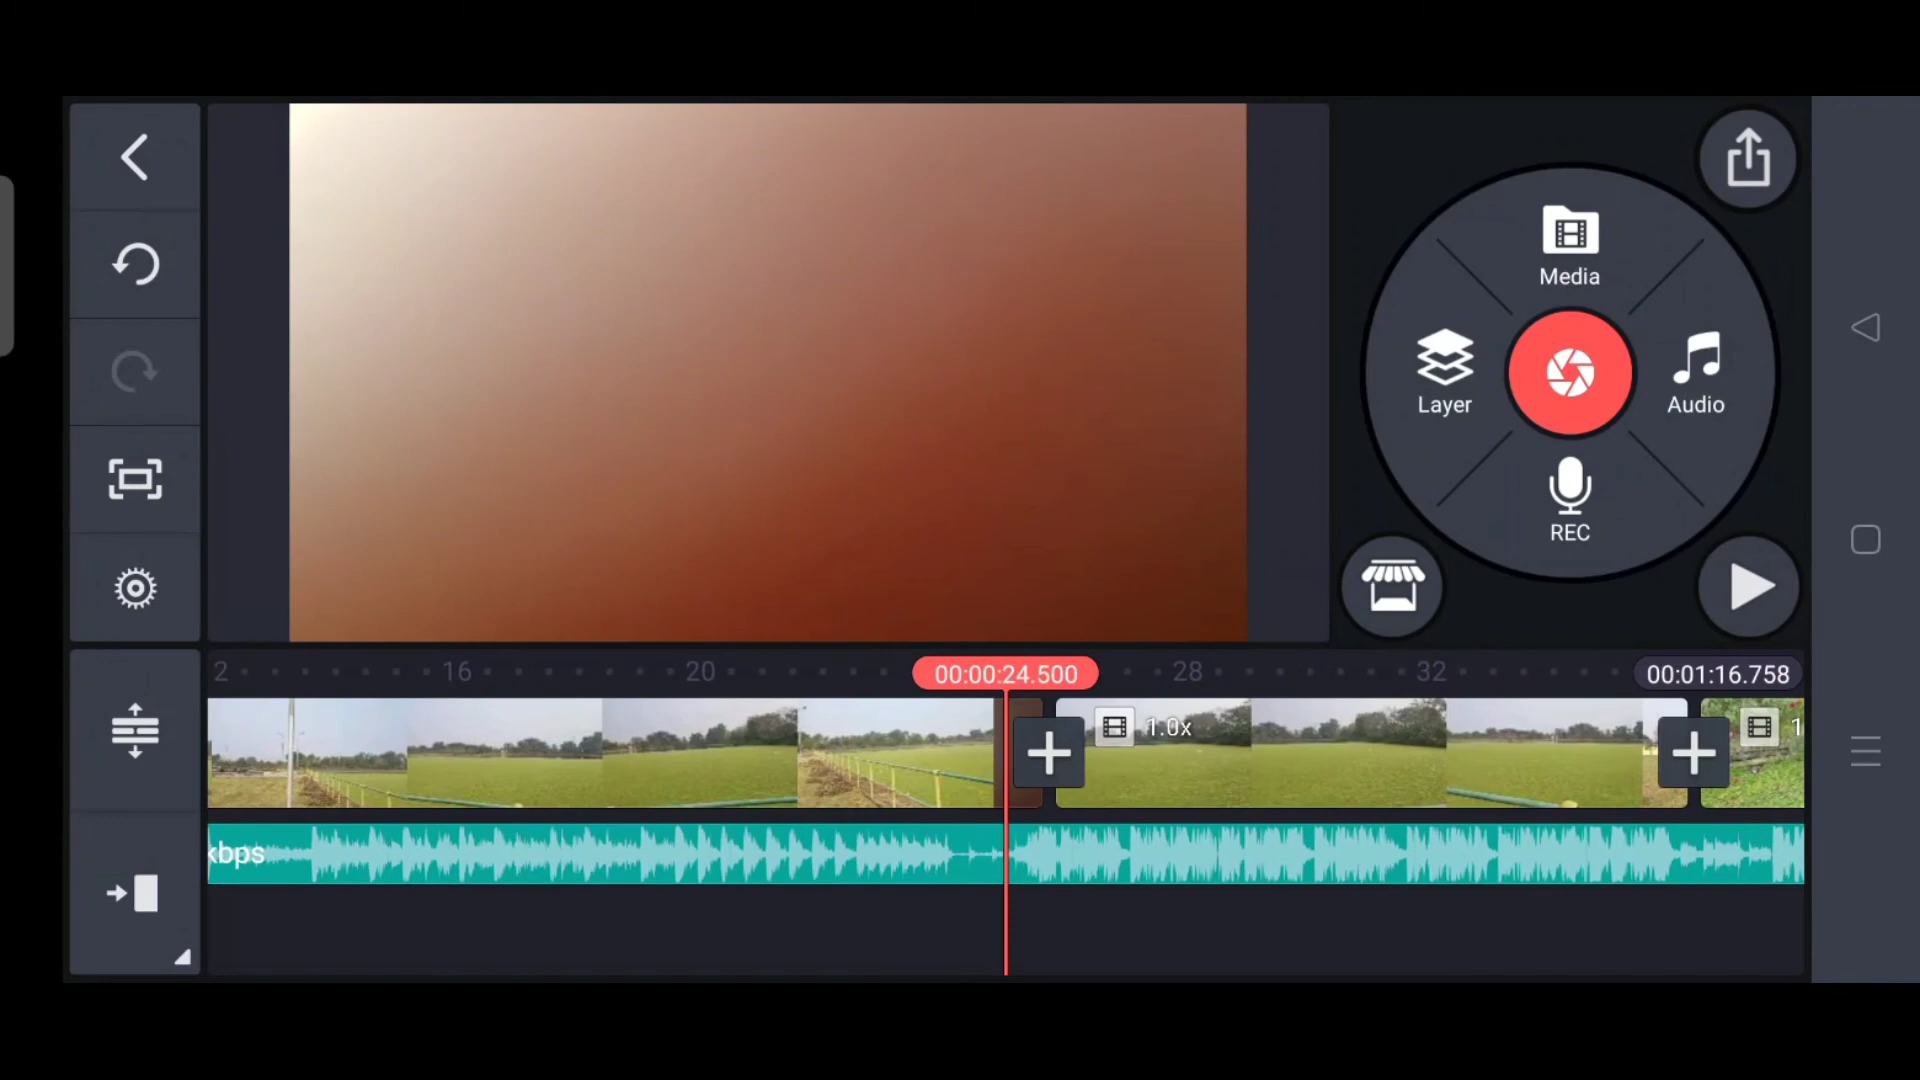 Media
Layer
Audio
REC
2
16
20
00:00:24.500
28
32
00:01:16.758
1.0x
1
kbps